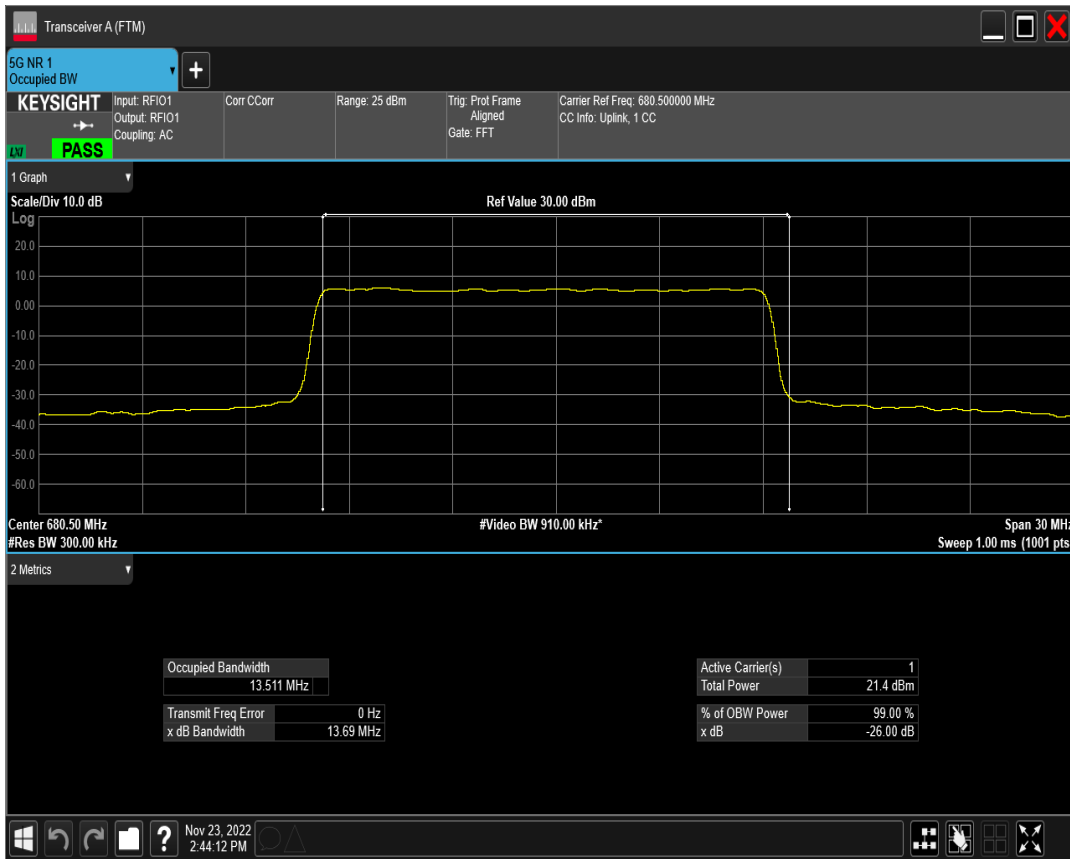 Transceiver A (FTM)
5G NR 1
Occupied BW
+
KEYSIGHT
LXI
PASS
Input: RFIO1
Output: RFIO1
Coupling: AC
Corr CCorr
Range: 25 dBm
Trig: Prot Frame
Aligned
Gate: FFT
Carrier Ref Freq: 680.500000 MHz
CC Info: Uplink, 1 CC
1 Graph
Scale/Div 10.0 dB
Ref Value 30.00 dBm
Log
20.0
10.0
0.00
-10.0
-20.0
-30.0
-40.0
-50.0
-60.0
Center 680.50 MHz
#Video BW 910.00 kHz*
Span 30 MHz
#Res BW 300.00 kHz
Sweep 1.00 ms (1001 pts
2 Metrics
Occupied Bandwidth
13.511 MHz
Transmit Freq Error 0 Hz
x dB Bandwidth 13.69 MHz
Active Carrier(s) 1
Total Power 21.4 dBm
% of OBW Power 99.00 %
x dB -26.00 dB
?
Nov 23, 2022
2:44:12 PM